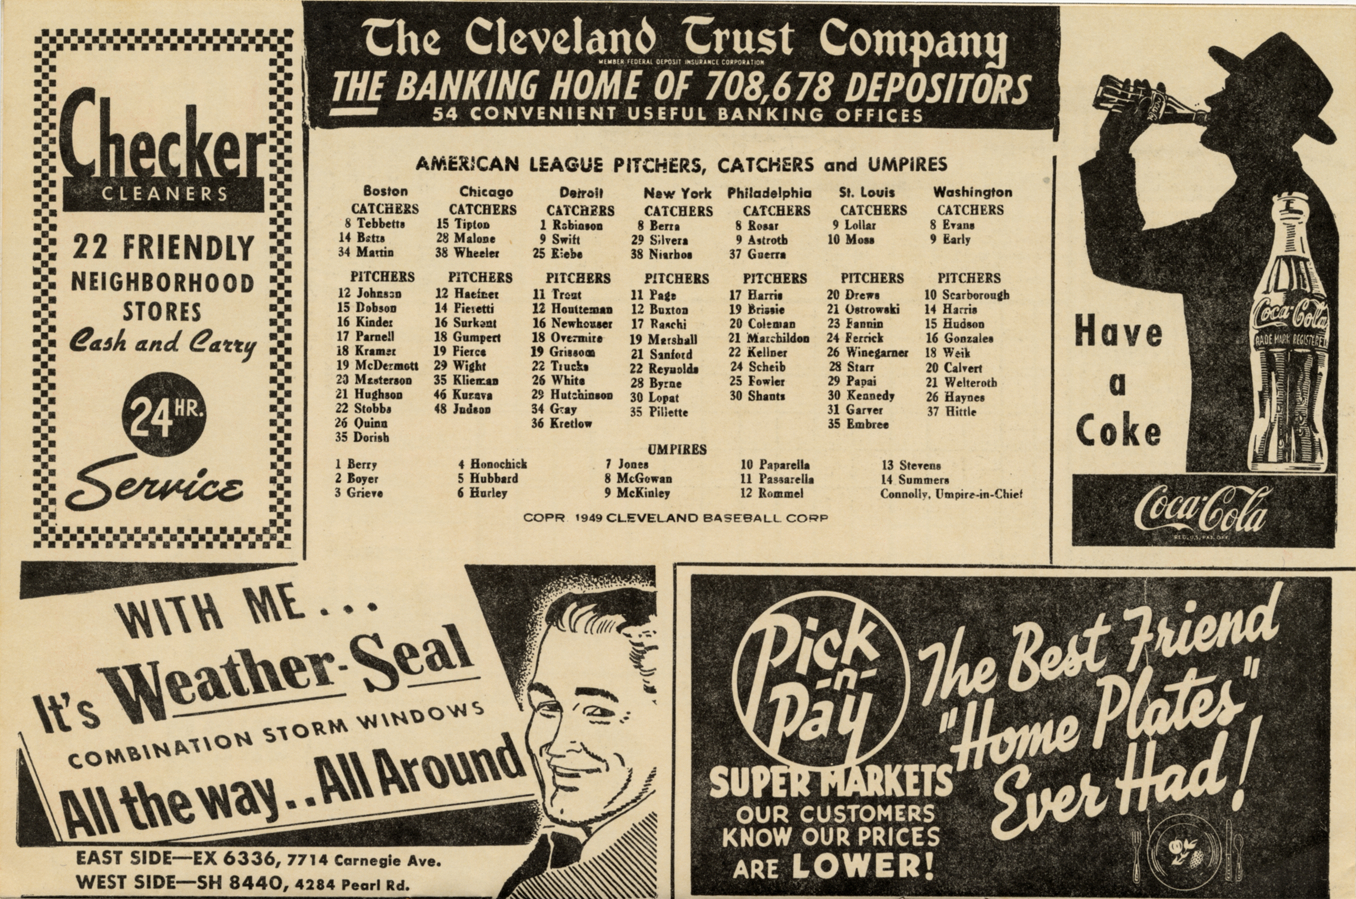 Checker
CLEANERS
22 FRIENDLY
NEIGHBORHOOD
STORES
Cash and Carry
24 HR.
Service
The Cleveland Trust Company
MEMBER FEDERAL DEPOSIT INSURANCE CORPORATION
THE BANKING HOME OF 708,678 DEPOSITORS
54 CONVENIENT USEFUL BANKING OFFICES
AMERICAN LEAGUE PITCHERS, CATCHERS and UMPIRES
Boston
CATCHERS
8 Tebbetts
14 Batts
34 Martin
PITCHERS
12 Johnson
15 Dobson
16 Kinder
17 Parnell
18 Kramer
19 McDermott
20 Masterson
21 Hughson
22 Stobbs
26 Quinn
35 Dorish
Chicago
CATCHERS
15 Tipton
28 Malone
38 Wheeler
PITCHERS
12 Haefner
14 Pieretti
16 Surkont
18 Gumpert
19 Pierce
29 Wight
35 Klieman
46 Kuzava
48 Judson
Detroit
CATCHERS
1 Robinson
9 Swift
25 Riebe
PITCHERS
11 Trout
12 Houtteman
16 Newhouser
18 Overmire
19 Grissom
22 Trucks
26 White
29 Hutchinson
34 Gray
36 Kretlow
New York
CATCHERS
8 Berra
29 Silvera
38 Niarhos
PITCHERS
11 Page
12 Buxton
17 Raschi
19 Marshall
21 Sanford
22 Reynolds
28 Byrne
30 Lopat
35 Pillette
Philadelphia
CATCHERS
8 Rosar
9 Astroth
37 Guerra
PITCHERS
17 Harris
19 Brissie
20 Coleman
21 Marchildon
22 Kellner
24 Scheib
25 Fowler
30 Shants
St. Louis
CATCHERS
9 Lollar
10 Moss
PITCHERS
20 Drews
21 Ostrowski
23 Fannin
24 Ferrick
26 Winegarner
28 Starr
29 Papai
30 Kennedy
31 Garver
35 Embree
Washington
CATCHERS
8 Evans
9 Early
PITCHERS
10 Scarborough
14 Harris
15 Hudson
16 Gonzales
18 Weik
20 Calvert
21 Welteroth
26 Haynes
37 Hittle
UMPIRES
1 Berry
2 Boyer
3 Grieve
4 Honochick
5 Hubbard
6 Hurley
7 Jones
8 McGowan
9 McKinley
10 Paparella
11 Passarella
12 Rommel
13 Stevens
14 Summers
Connolly, Umpire-in-Chief
COPR. 1949 CLEVELAND BASEBALL CORP
Have
a
Coke
Coca-Cola
TRADE MARK REGISTERED
Coca-Cola
REG. U.S. PAT. OFF.
WITH ME...
It's Weather-Seal
COMBINATION STORM WINDOWS
All the way..All Around
EAST SIDE—EX 6336, 7714 Carnegie Ave.
WEST SIDE—SH 8440, 4284 Pearl Rd.
Pick
-n-
Pay
SUPER MARKETS
OUR CUSTOMERS
KNOW OUR PRICES
ARE LOWER!
The Best Friend
"Home Plates"
Ever Had!